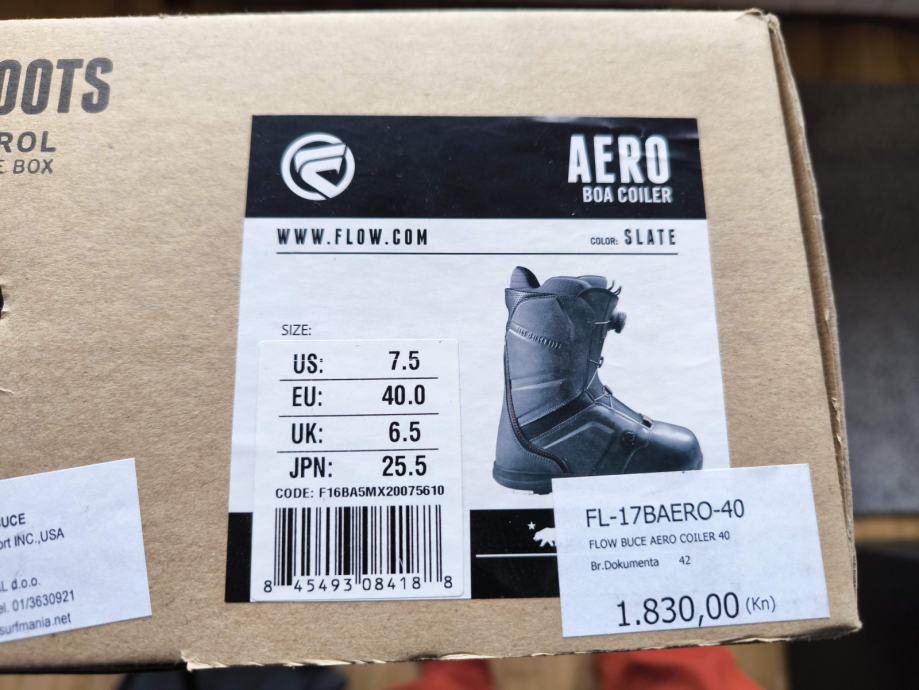 OOTS
ROL
E BOX
AERO
BOA COILER
WWW.FLOW.COM
COLOR: SLATE
SIZE:
US: 7.5
EU: 40.0
UK: 6.5
JPN: 25.5
CODE: F16BA5MX20075610
8 45493 08418 8
BUCE
ort INC.,USA
AL d.o.o.
el. 01/3630921
surfmania.net
FL-17BAERO-40
FLOW BUCE AERO COILER 40
Br.Dokumenta 42
1.830,00 (Kn)